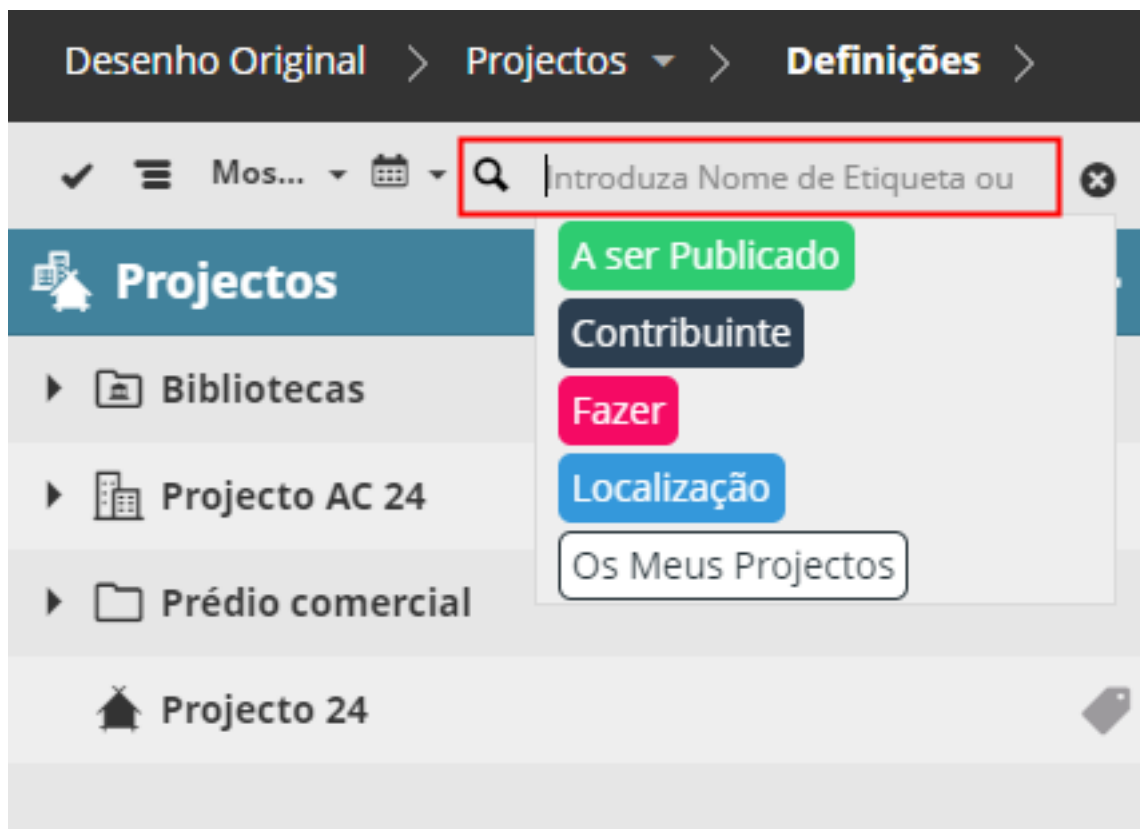 Desenho Original > Projectos > Definições >
Mos... Introduza Nome de Etiqueta ou
Projectos
A ser Publicado
Contribuinte
Fazer
Localização
Os Meus Projectos
Bibliotecas
Projecto AC 24
Prédio comercial
Projecto 24